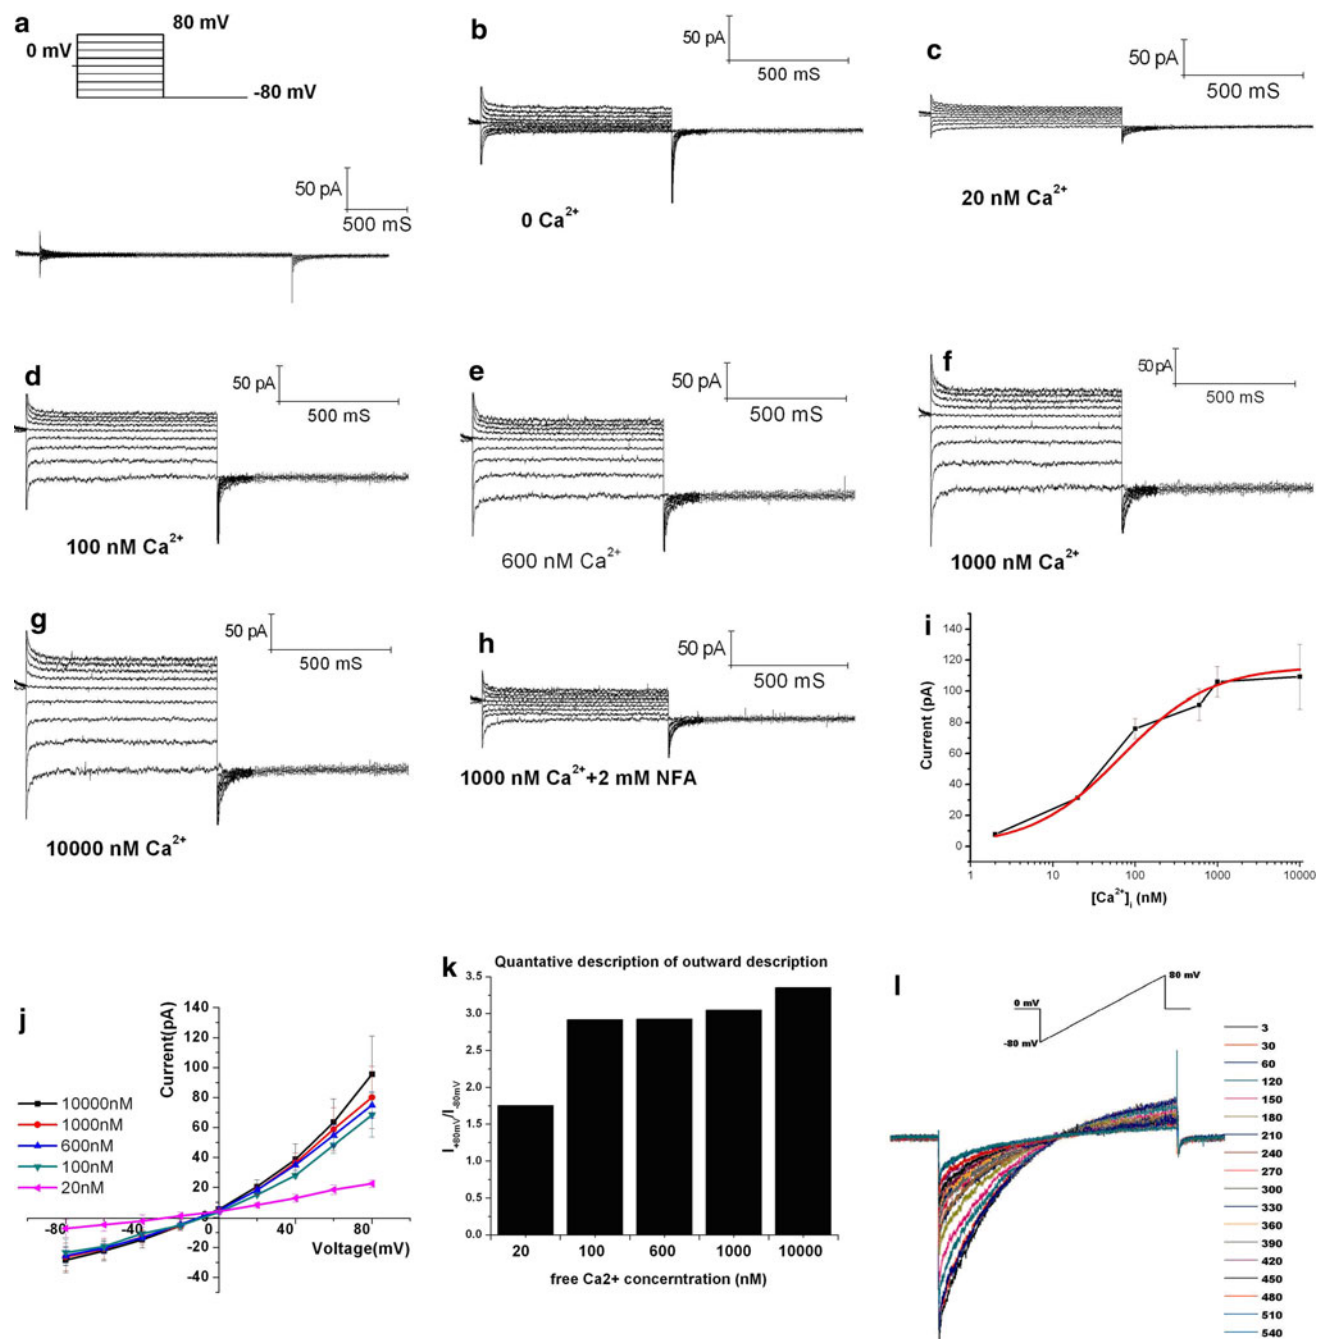 a
80 mV
0 mV
-80 mV
50 pA
500 mS
b
50 pA
500 mS
0 Ca²⁺
c
50 pA
500 mS
20 nM Ca²⁺
d
50 pA
500 mS
100 nM Ca²⁺
e
50 pA
500 mS
600 nM Ca²⁺
f
50 pA
500 mS
1000 nM Ca²⁺
g
50 pA
500 mS
10000 nM Ca²⁺
h
50 pA
500 mS
1000 nM Ca²⁺+2 mM NFA
i
140
120
100
80
60
40
20
0
Current (pA)
1 10 100 1000 10000
[Ca²⁺]ᵢ (nM)
j
Current(pA)
140
120
100
80
60
40
20
-80 -40 0 40 80
-20
-40
Voltage(mV)
10000nM
1000nM
600nM
100nM
20nM
k
Quantative description of outward description
3.5
3.0
2.5
2.0
1.5
1.0
0.5
0.0
I+80mV/I-80mV
20 100 600 1000 10000
free Ca2+ concerntration (nM)
l
80 mV
0 mV
-80 mV
3
30
60
120
150
180
210
240
270
300
330
360
390
420
450
480
510
540